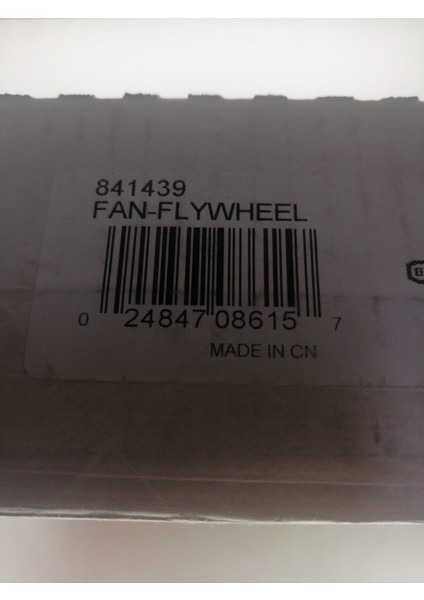 841439
FAN-FLYWHEEL
0 24847 08615 7
MADE IN CN